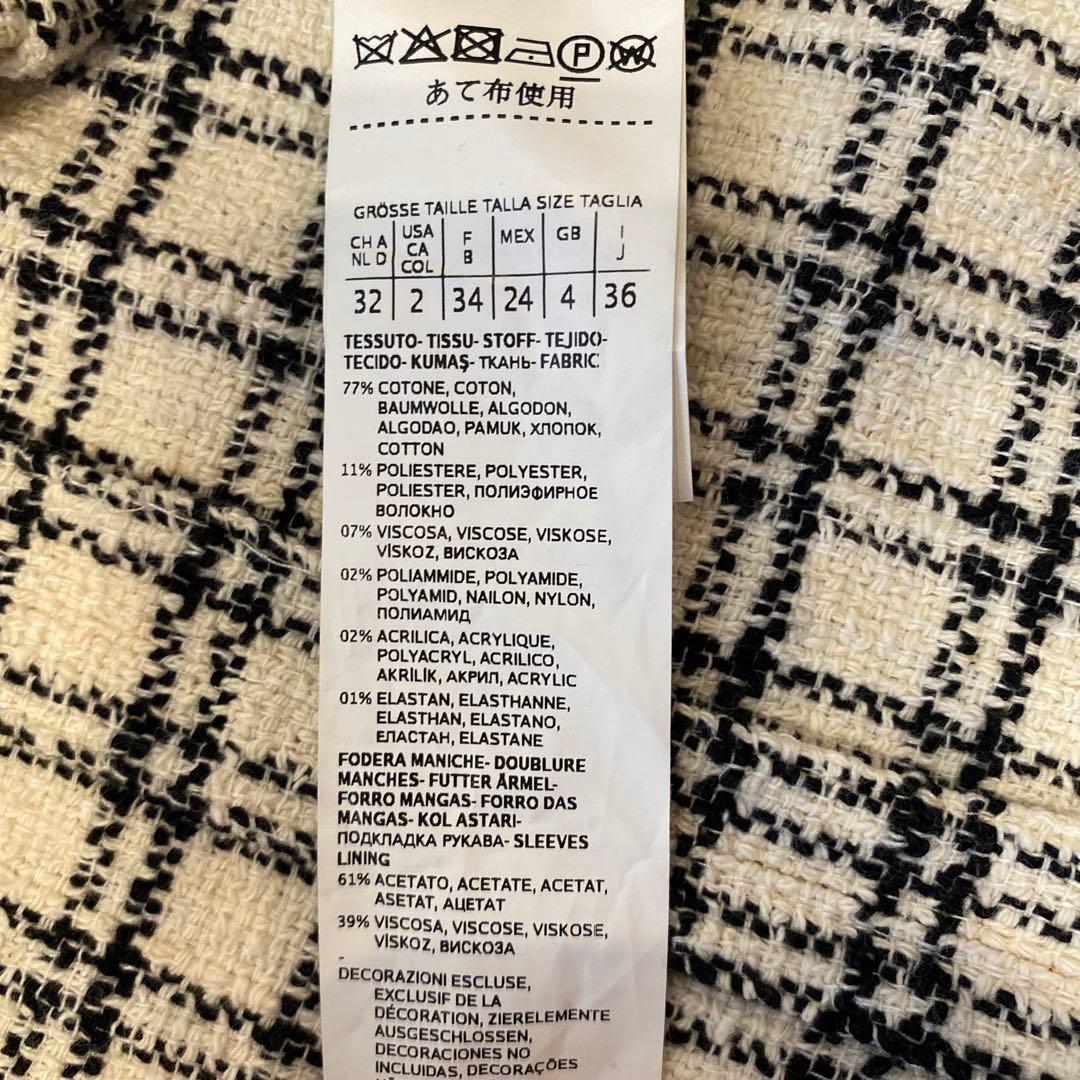 P W
あて布使用
GRÖSSE TAILLE TALLA SIZE TAGLIA
CH A NL D USA CA COL F B MEX GB I J
32 2 34 24 4 36
TESSUTO- TISSU- STOFF- TEJIDO-
TECIDO- KUMAŞ- ТКАНЬ- FABRIC:
77% COTONE, COTON,
BAUMWOLLE, ALGODON,
ALGODAO, PAMUK, ХЛОПОК,
COTTON
11% POLIESTERE, POLYESTER,
POLIESTER, ПОЛИЭФИРНОЕ
ВОЛОКНО
07% VISCOSA, VISCOSE, VISKOSE,
VİSKOZ, ВИСКОЗА
02% POLIAMMIDE, POLYAMIDE,
POLYAMID, NAILON, NYLON,
ПОЛИАМИД
02% ACRILICA, ACRYLIQUE,
POLYACRYL, ACRILICO,
AKRİLİK, АКРИЛ, ACRYLIC
01% ELASTAN, ELASTHANNE,
ELASTHAN, ELASTANO,
ЕЛАСТАН, ELASTANE
FODERA MANICHE- DOUBLURE
MANCHES- FUTTER ÄRMEL-
FORRO MANGAS- FORRO DAS
MANGAS- KOL ASTARI-
ПОДКЛАДКА РУКАВА- SLEEVES
LINING
61% ACETATO, ACETATE, ACETAT,
ASETAT, АЦЕТАТ
39% VISCOSA, VISCOSE, VISKOSE,
VİSKOZ, ВИСКОЗА
DECORAZIONI ESCLUSE,
EXCLUSIF DE LA
DÉCORATION, ZIERELEMENTE
AUSGESCHLOSSEN,
DECORACIONES NO
INCLUIDAS, DECORAÇÕES